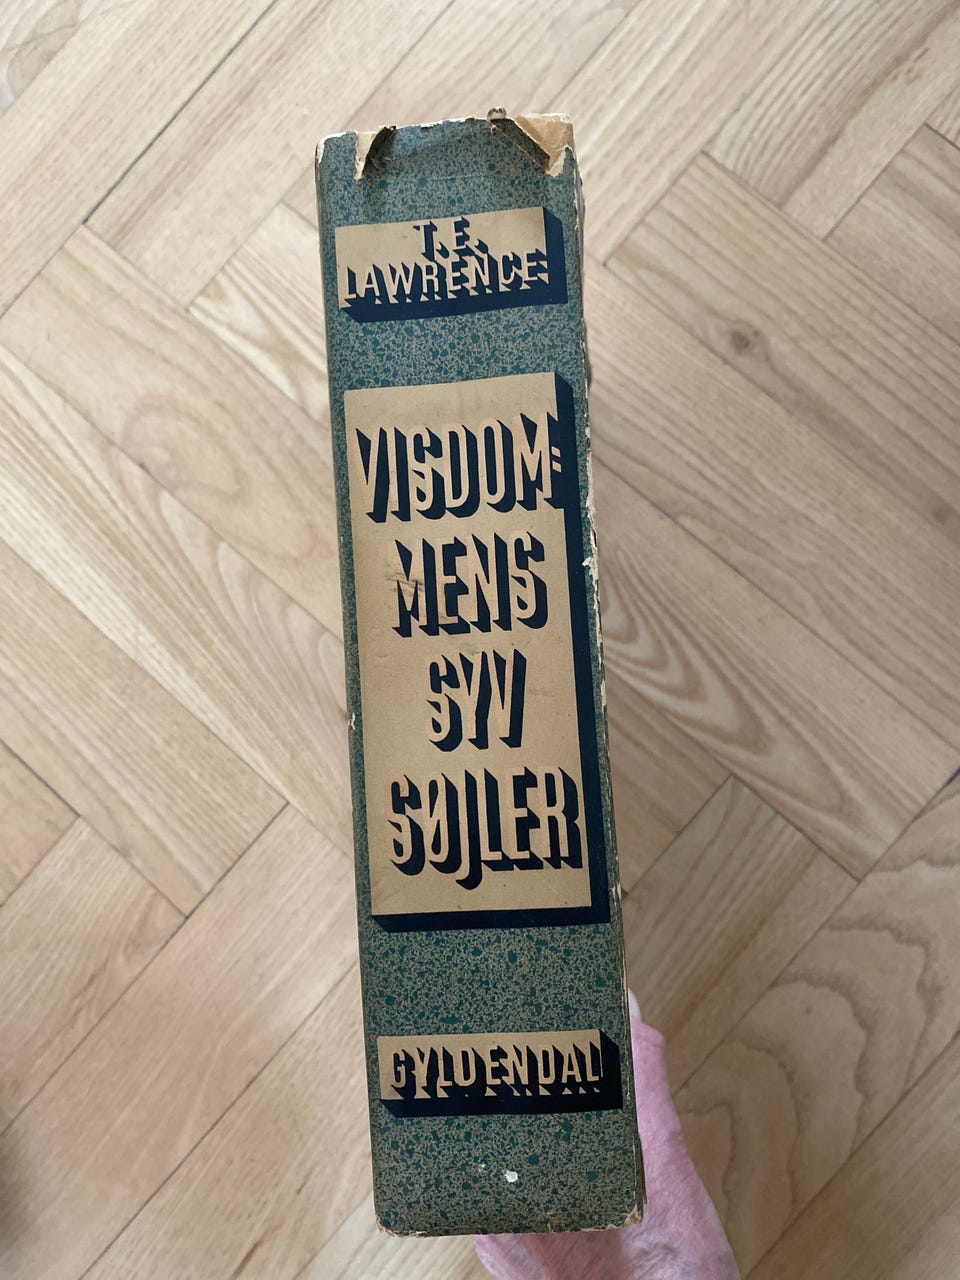 T.E.
LAWRENCE
VISDOM=
MENS
SYV
SØJLER
GYLDENDAL